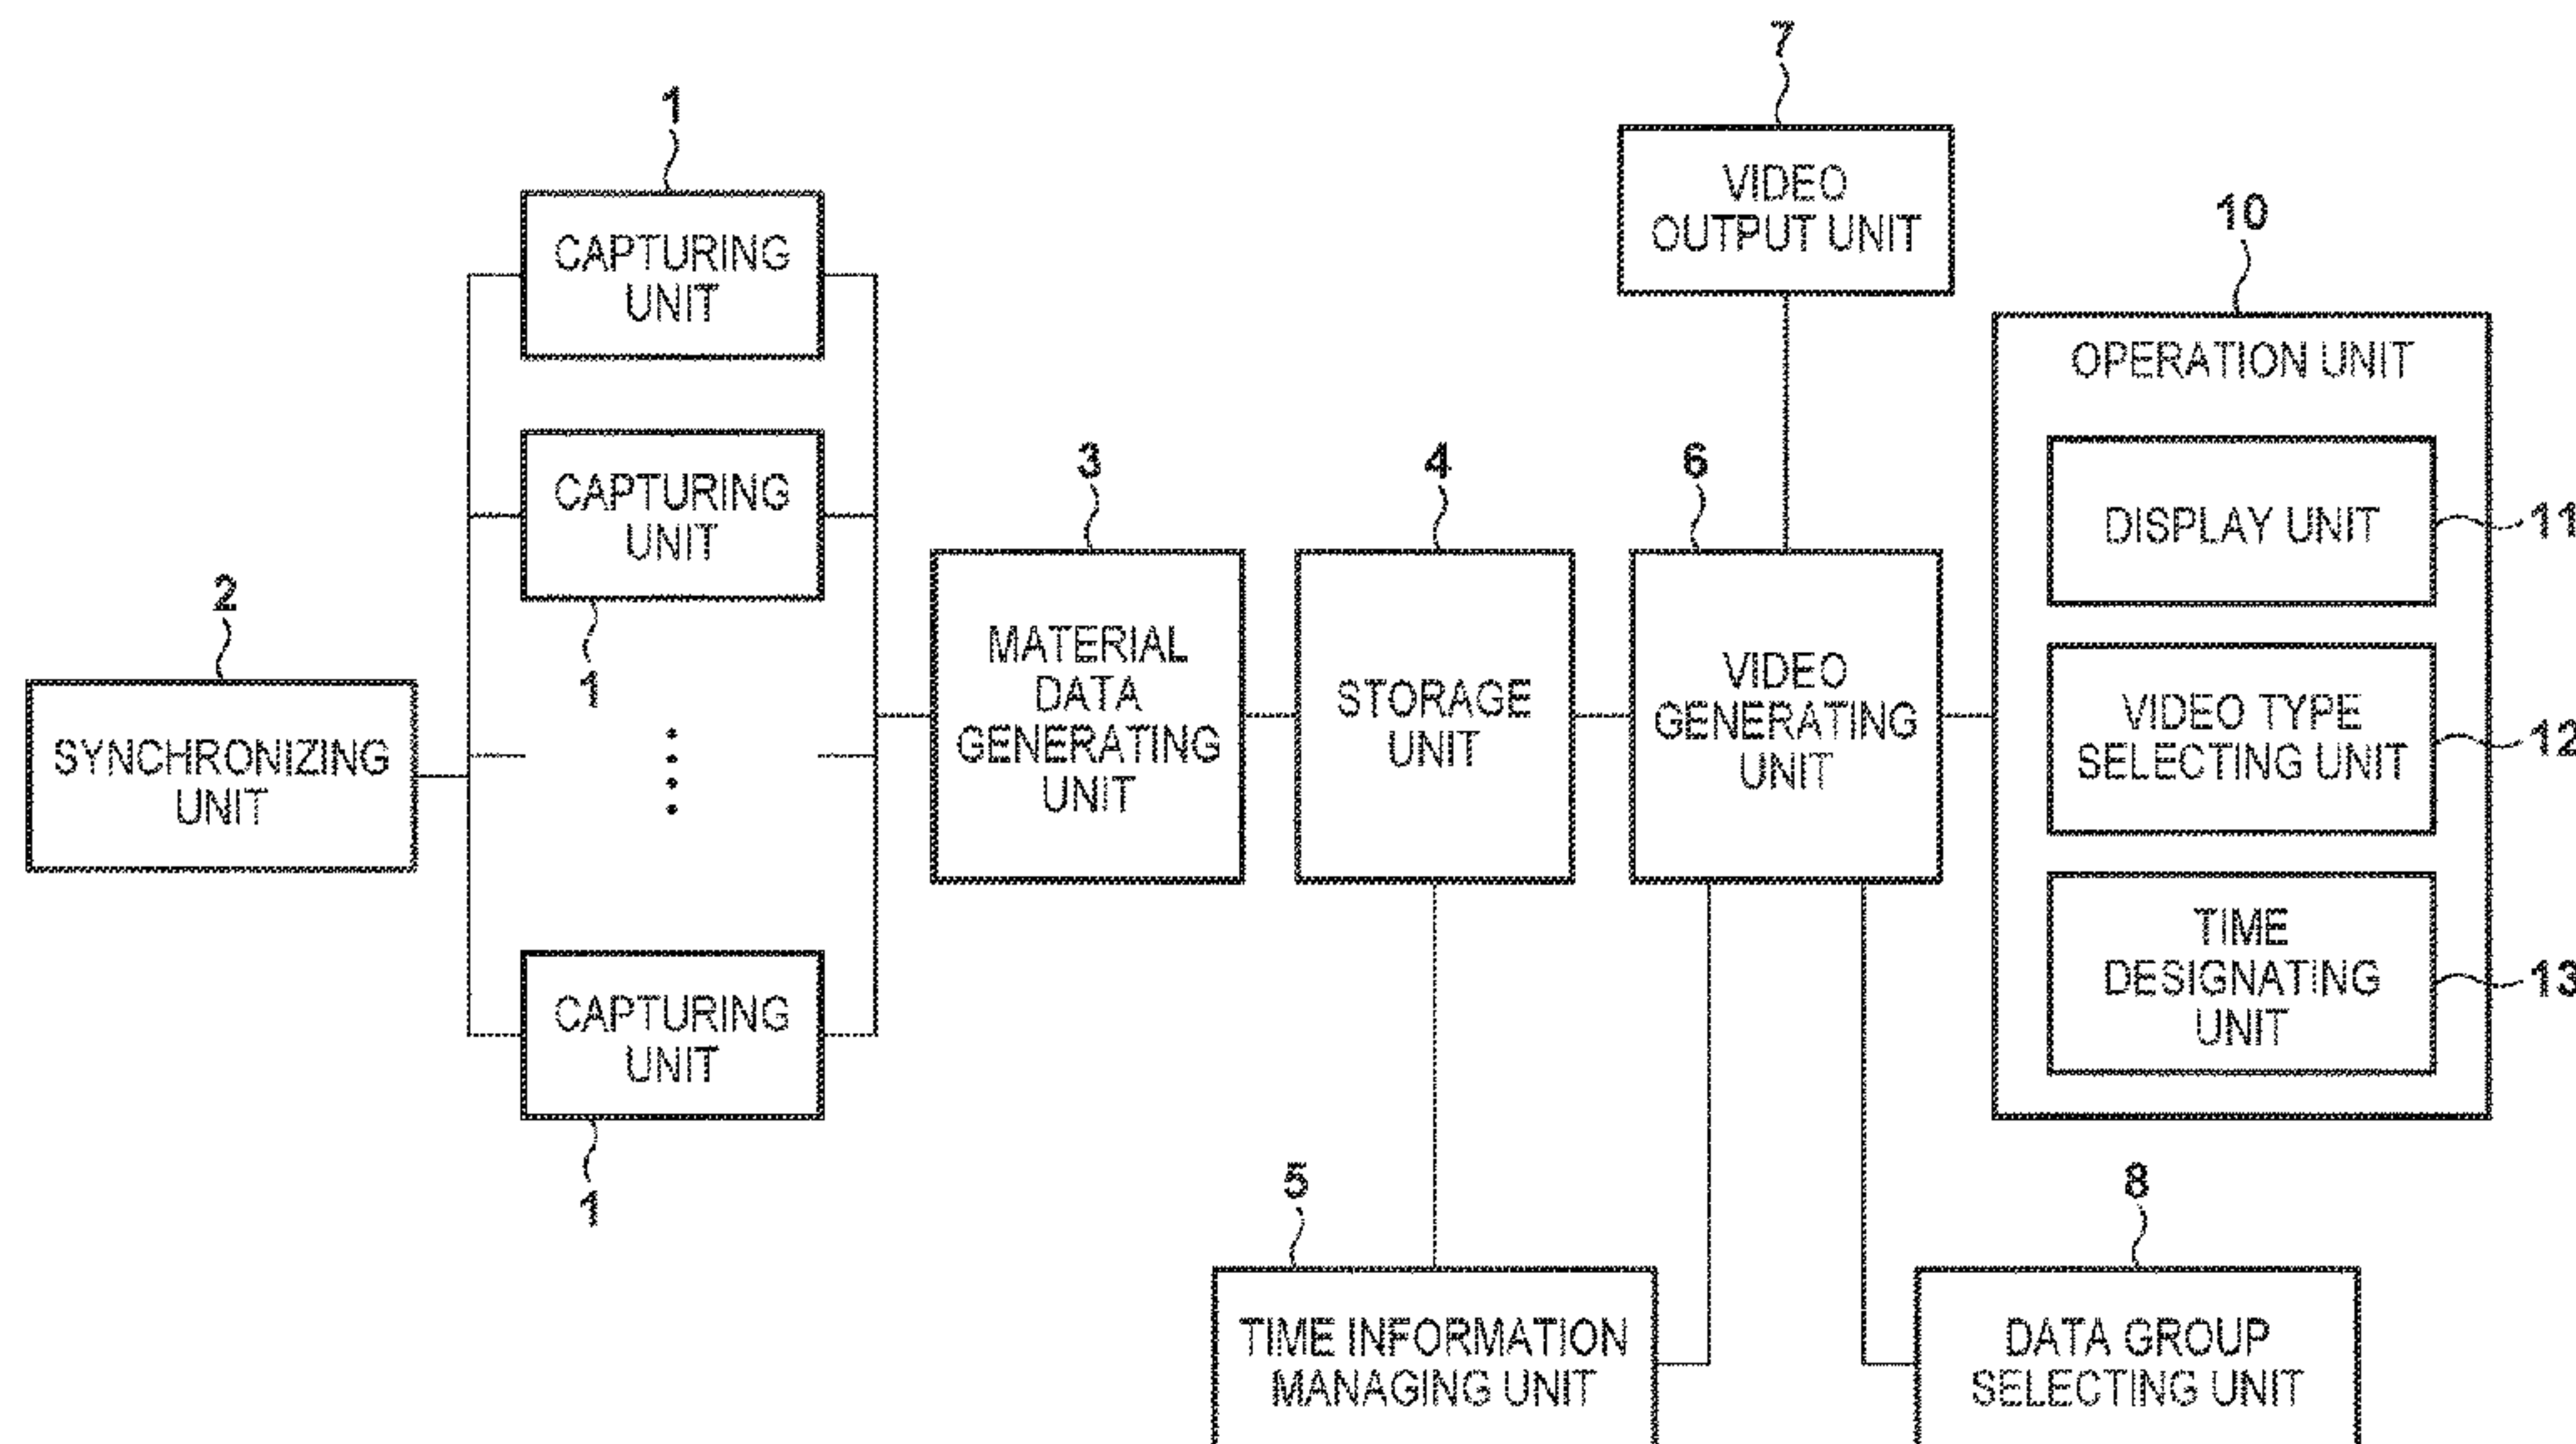 7
1
VIDEO
OUTPUT UNIT
10
CAPTURING
UNIT
OPERATION UNIT
3
4
6
CAPTURING
UNIT
DISPLAY UNIT
11
2
1
MATERIAL
DATA
GENERATING
UNIT
STORAGE
UNIT
VIDEO
GENERATING
UNIT
VIDEO TYPE
SELECTING UNIT
12
SYNCHRONIZING
UNIT
TIME
DESIGNATING
UNIT
13
CAPTURING
UNIT
1
5
8
TIME INFORMATION
MANAGING UNIT
DATA GROUP
SELECTING UNIT